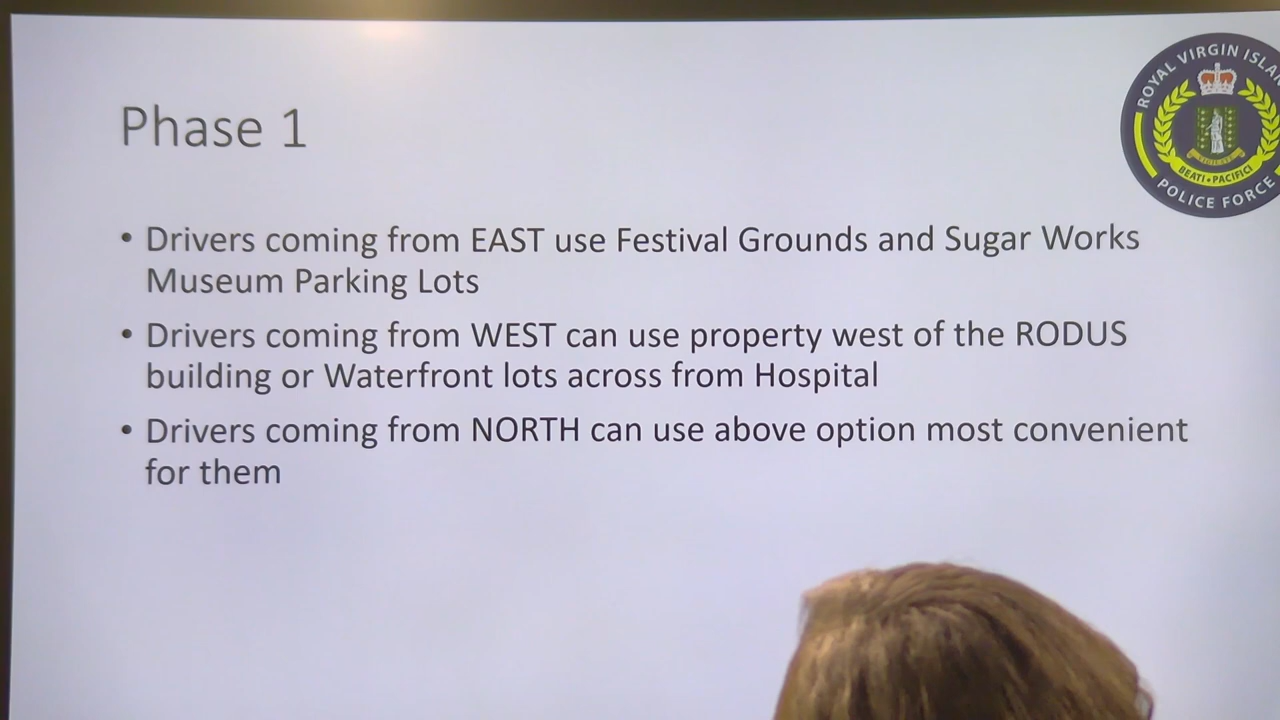 Phase 1
• Drivers coming from EAST use Festival Grounds and Sugar Works
Museum Parking Lots
• Drivers coming from WEST can use property west of the RODUS
building or Waterfront lots across from Hospital
• Drivers coming from NORTH can use above option most convenient
for them
ROYAL VIRGIN ISLAN
BEATI • PACIFICI
POLICE FORCE